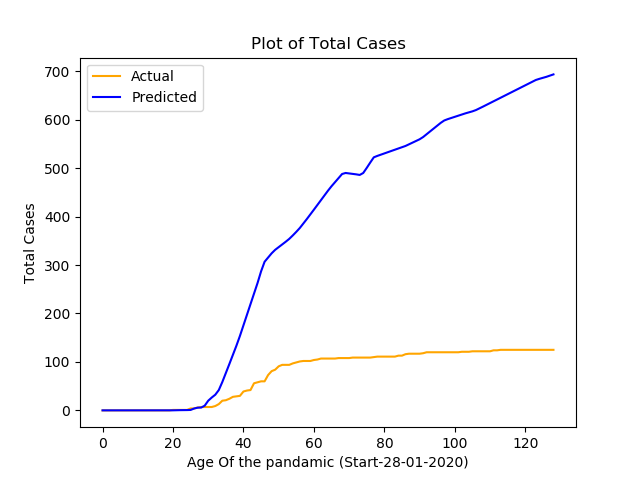 Plot of Total Cases
Actual
Predicted
Total Cases
700
600
500
400
300
200
100
0
0 20 40 60 80 100 120
Age Of the pandamic (Start-28-01-2020)